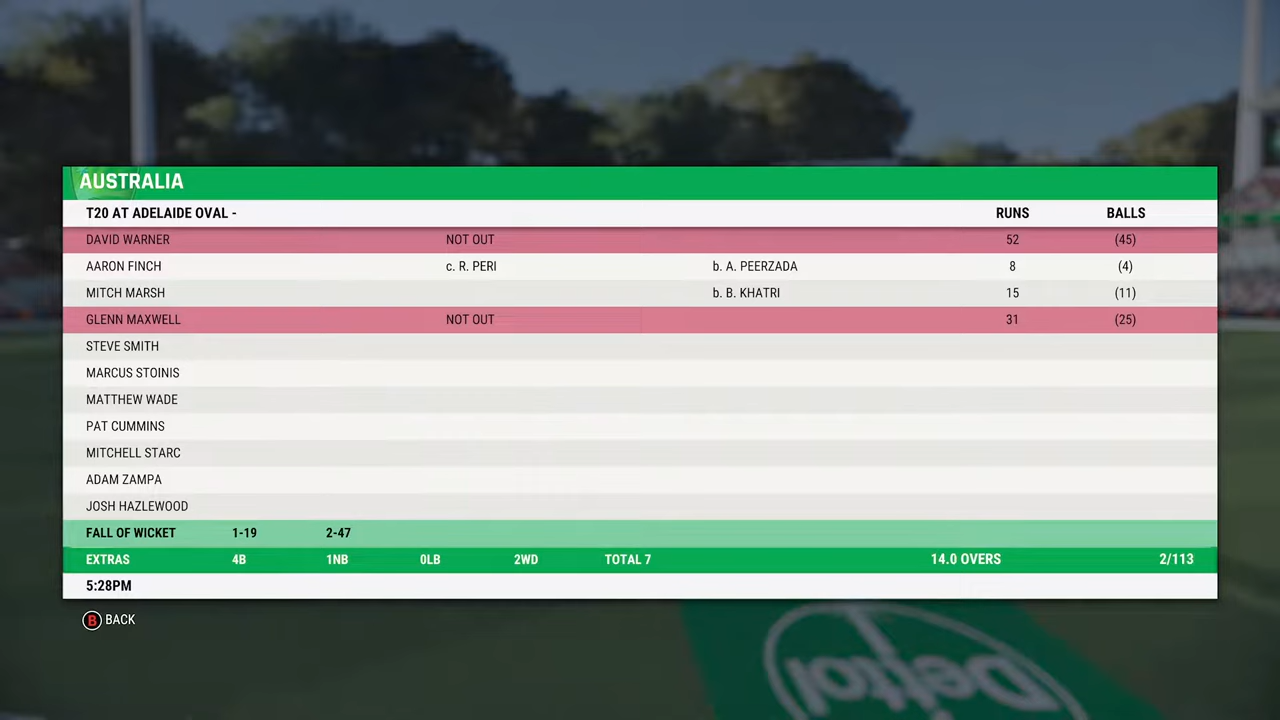 AUSTRALIA
T20 AT ADELAIDE OVAL - RUNS BALLS
DAVID WARNER NOT OUT 52 (45)
AARON FINCH c. R. PERI b. A. PEERZADA 8 (4)
MITCH MARSH b. B. KHATRI 15 (11)
GLENN MAXWELL NOT OUT 31 (25)
STEVE SMITH
MARCUS STOINIS
MATTHEW WADE
PAT CUMMINS
MITCHELL STARC
ADAM ZAMPA
JOSH HAZLEWOOD
FALL OF WICKET 1-19 2-47
EXTRAS 4B 1NB 0LB 2WD TOTAL 7 14.0 OVERS 2/113
5:28PM
B BACK
Dettol